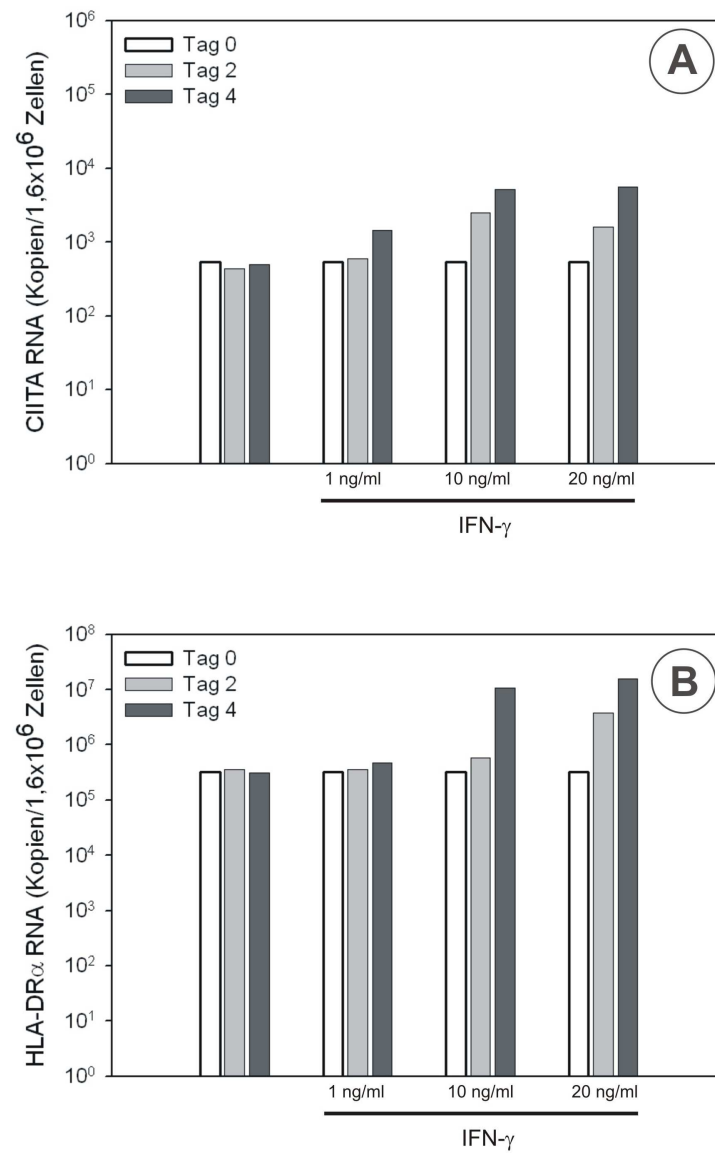 A
CIITA RNA (Kopien/1,6x10⁶ Zellen)
10⁶
10⁵
10⁴
10³
10²
10¹
10⁰
Tag 0
Tag 2
Tag 4
1 ng/ml 10 ng/ml 20 ng/ml
IFN-γ
B
HLA-DRα RNA (Kopien/1,6x10⁶ Zellen)
10⁸
10⁷
10⁶
10⁵
10⁴
10³
10²
10¹
10⁰
Tag 0
Tag 2
Tag 4
1 ng/ml 10 ng/ml 20 ng/ml
IFN-γ